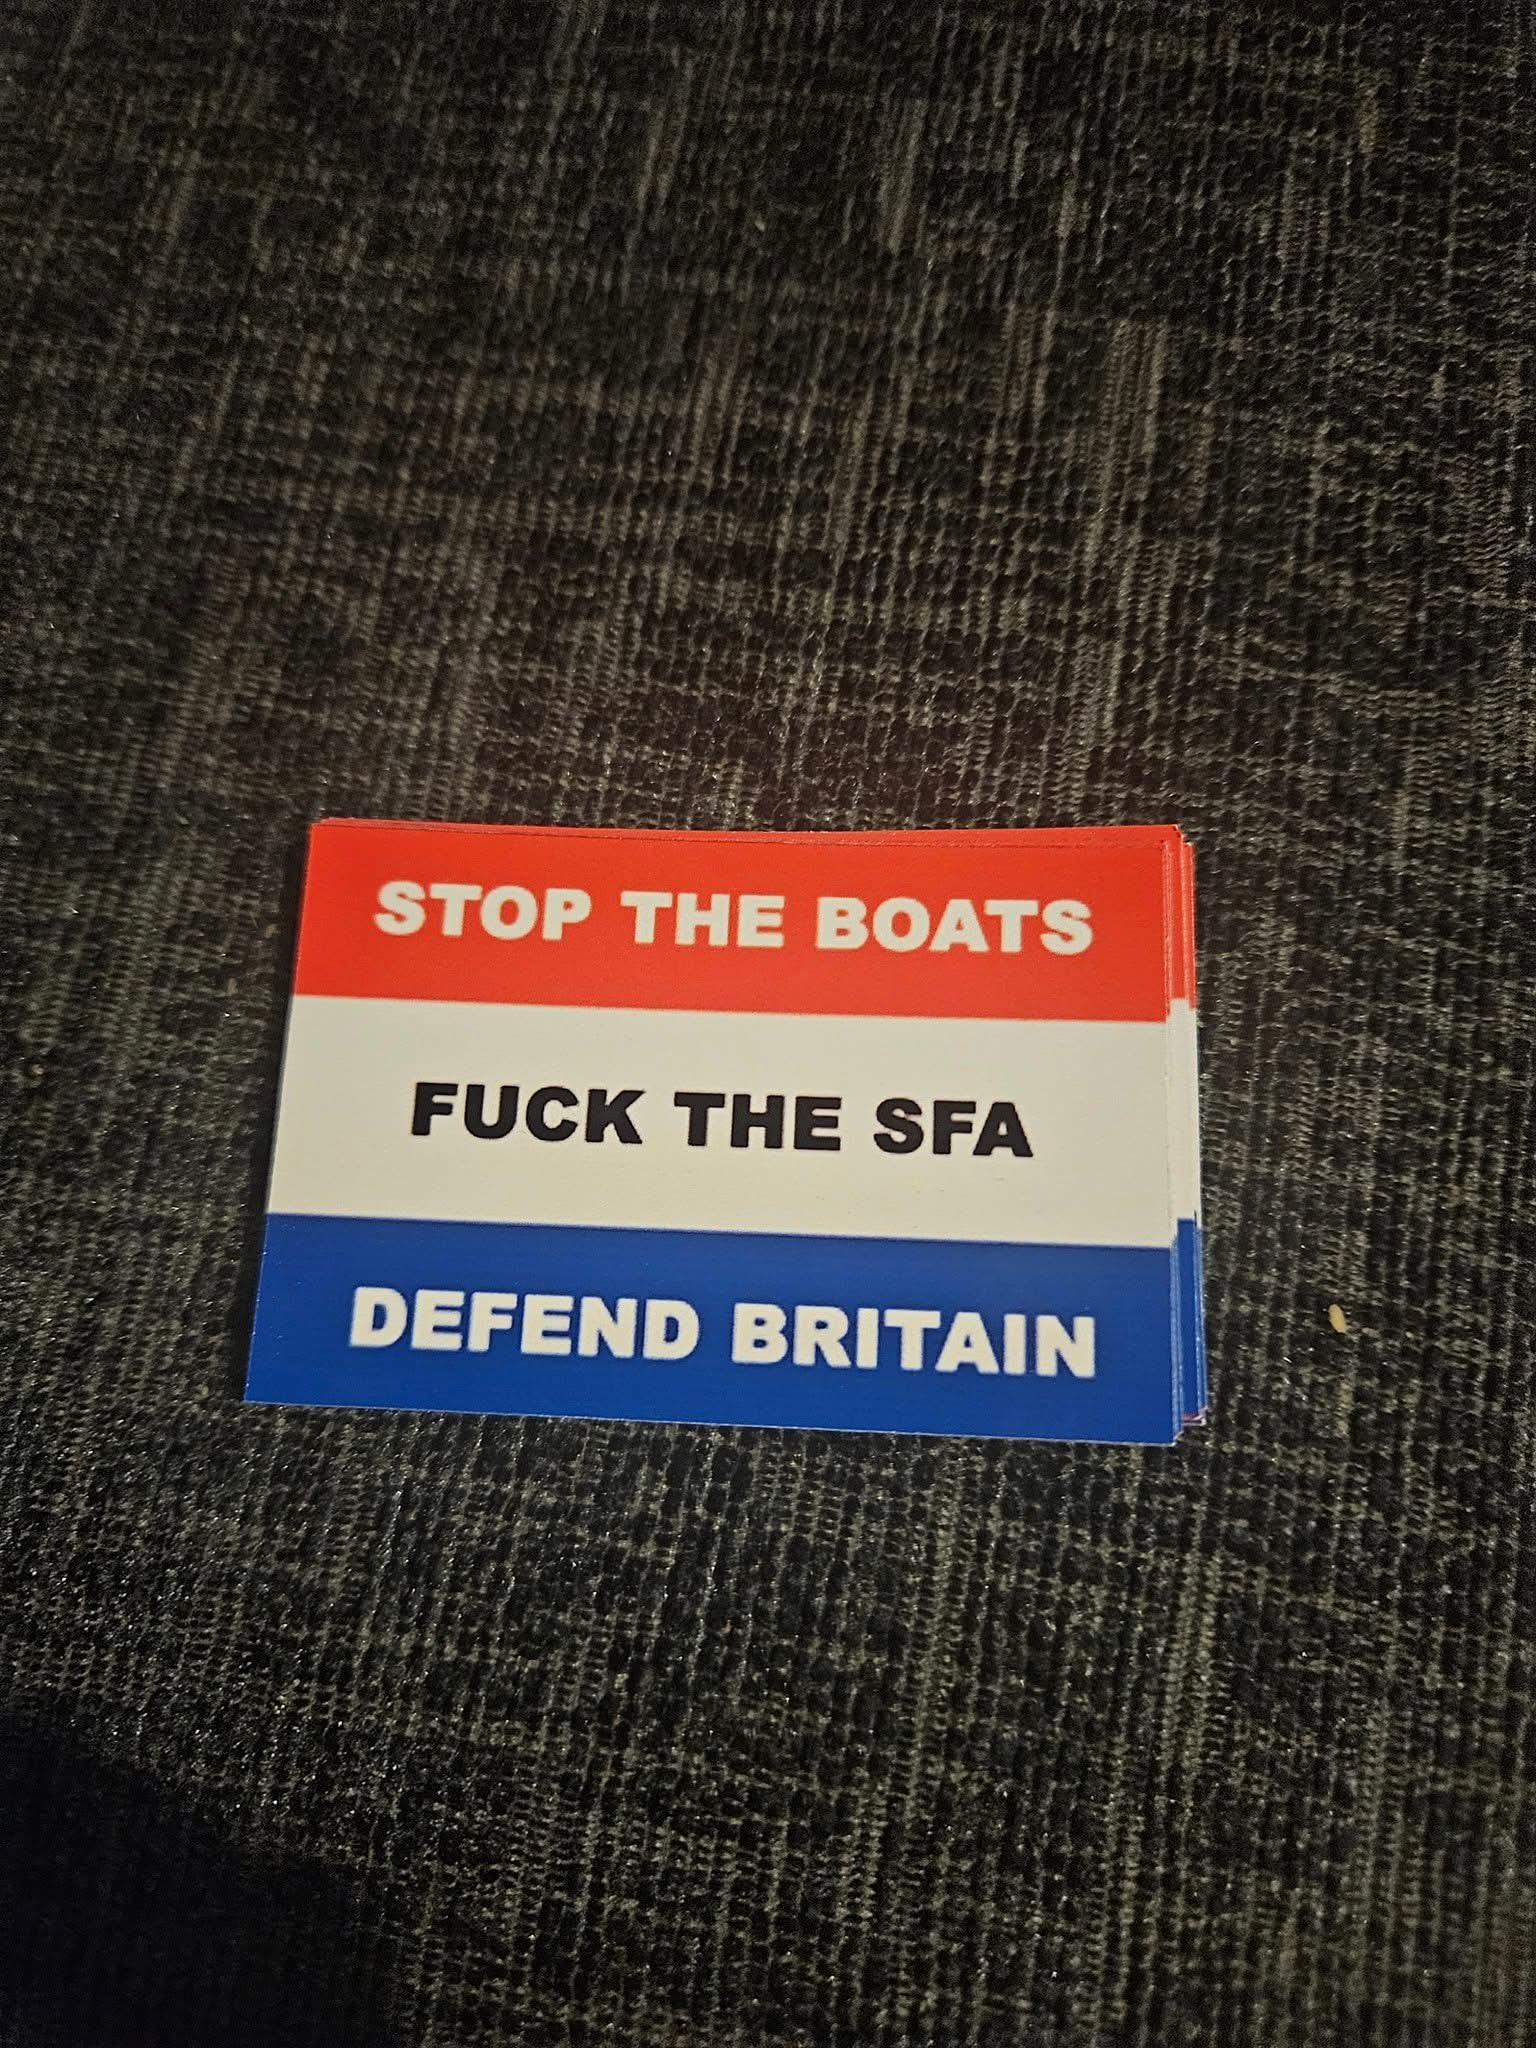 STOP THE BOATS
FUCK THE SFA
DEFEND BRITAIN